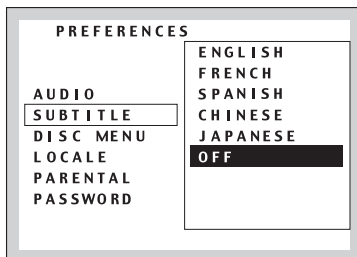 PREFERENCES
AUDIO
SUBTITLE
DISC MENU
LOCALE
PARENTAL
PASSWORD
ENGLISH
FRENCH
SPANISH
CHINESE
JAPANESE
OFF